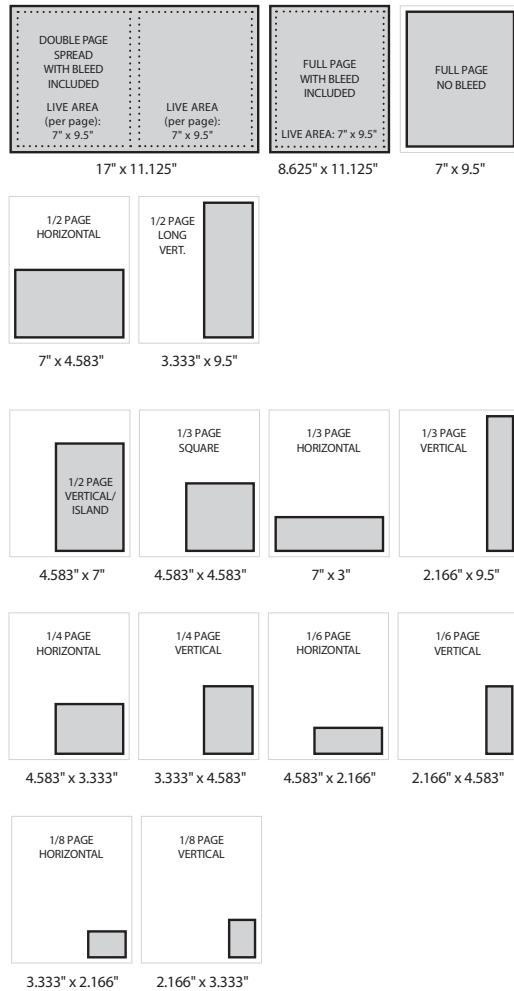 DOUBLE PAGE
SPREAD
WITH BLEED
INCLUDED
LIVE AREA
(per page):
7" x 9.5"
LIVE AREA
(per page):
7" x 9.5"
17" x 11.125"
FULL PAGE
WITH BLEED
INCLUDED
LIVE AREA: 7" x 9.5"
8.625" x 11.125"
FULL PAGE
NO BLEED
7" x 9.5"
1/2 PAGE
HORIZONTAL
7" x 4.583"
1/2 PAGE
LONG
VERT.
3.333" x 9.5"
1/2 PAGE
VERTICAL/
ISLAND
4.583" x 7"
1/3 PAGE
SQUARE
4.583" x 4.583"
1/3 PAGE
HORIZONTAL
7" x 3"
1/3 PAGE
VERTICAL
2.166" x 9.5"
1/4 PAGE
HORIZONTAL
4.583" x 3.333"
1/4 PAGE
VERTICAL
3.333" x 4.583"
1/6 PAGE
HORIZONTAL
4.583" x 2.166"
1/6 PAGE
VERTICAL
2.166" x 4.583"
1/8 PAGE
HORIZONTAL
3.333" x 2.166"
1/8 PAGE
VERTICAL
2.166" x 3.333"